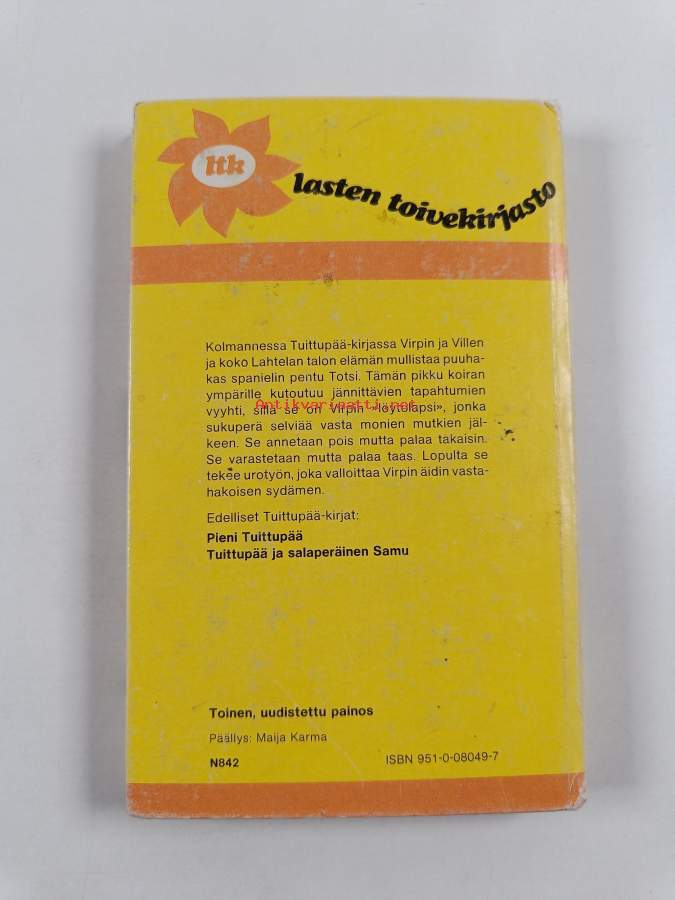 ltk
lasten toivekirjasto
Kolmannessa Tuittupää-kirjassa Virpin ja Villen
ja koko Lahtelan talon elämän mullistaa puuha-
kas spanielin pentu Totsi. Tämän pikku koiran
ympärille kutoutuu jännittävien tapahtumien
vyyhti, sillä se on Virpin »löytölapsi», jonka
Antikvariaatti.net
sukuperä selviää vasta monien mutkien jäl-
keen. Se annetaan pois mutta palaa takaisin.
Se varastetaan mutta palaa taas. Lopulta se
tekee urotyön, joka valloittaa Virpin äidin vasta-
hakoisen sydämen.
Edelliset Tuittupää-kirjat:
Pieni Tuittupää
Tuittupää ja salaperäinen Samu
Toinen, uudistettu painos
Päällys: Maija Karma
N842
ISBN 951-0-08049-7